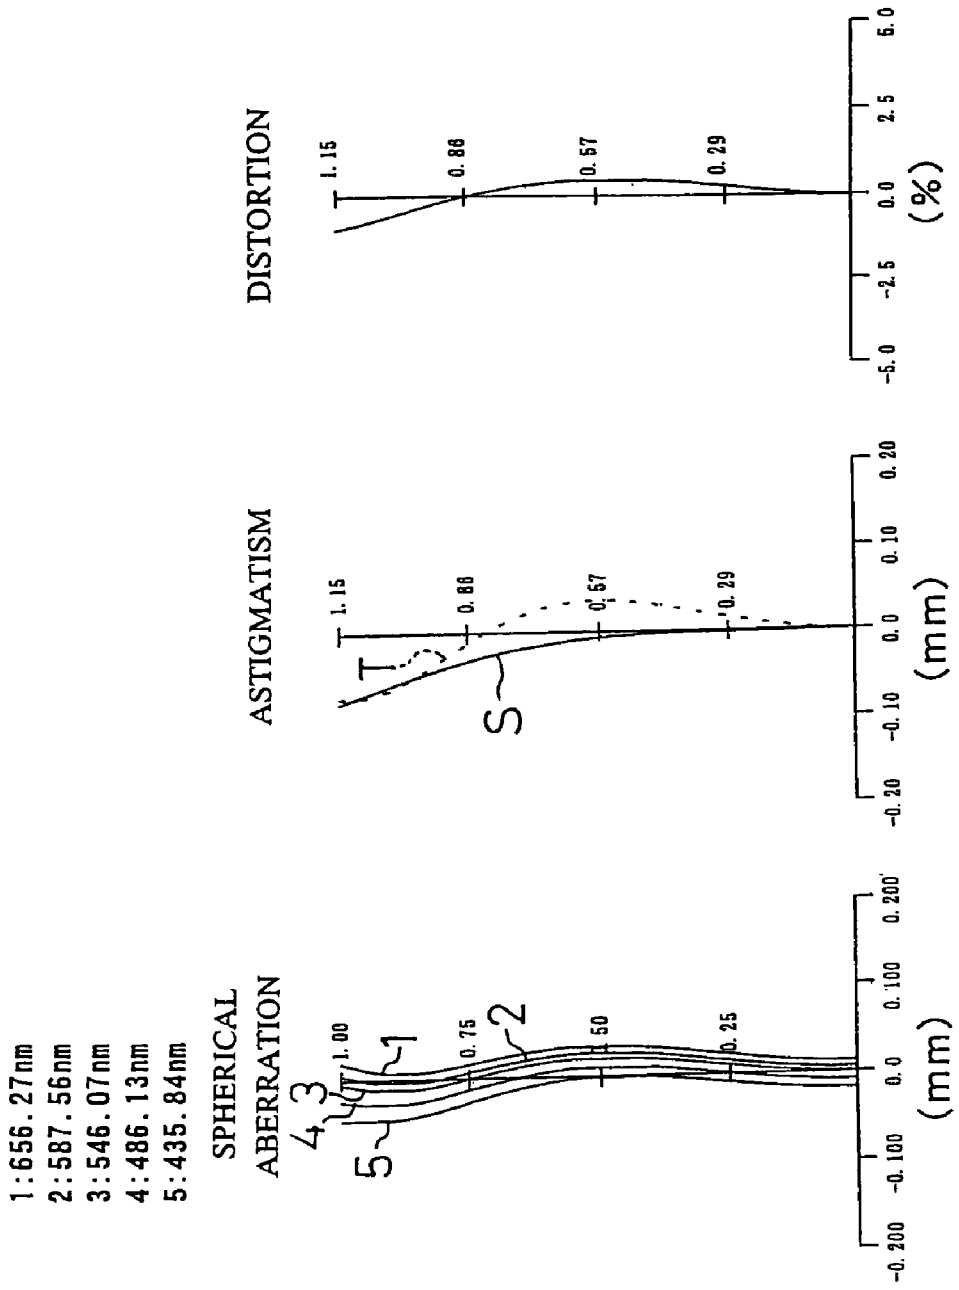 1:656.27nm
2:587.56nm
3:546.07nm
4:486.13nm
5:435.84nm
SPHERICAL
ABERRATION
1.00
0.75
0.50
0.25
1
2
3
4
5
-0.200
-0.100
0.0
0.100
0.200
(mm)
ASTIGMATISM
1.15
0.86
0.57
0.29
T
S
-0.20
-0.10
0.0
0.10
0.20
(mm)
DISTORTION
1.15
0.86
0.57
0.29
-5.0
-2.5
0.0
2.5
5.0
(%)